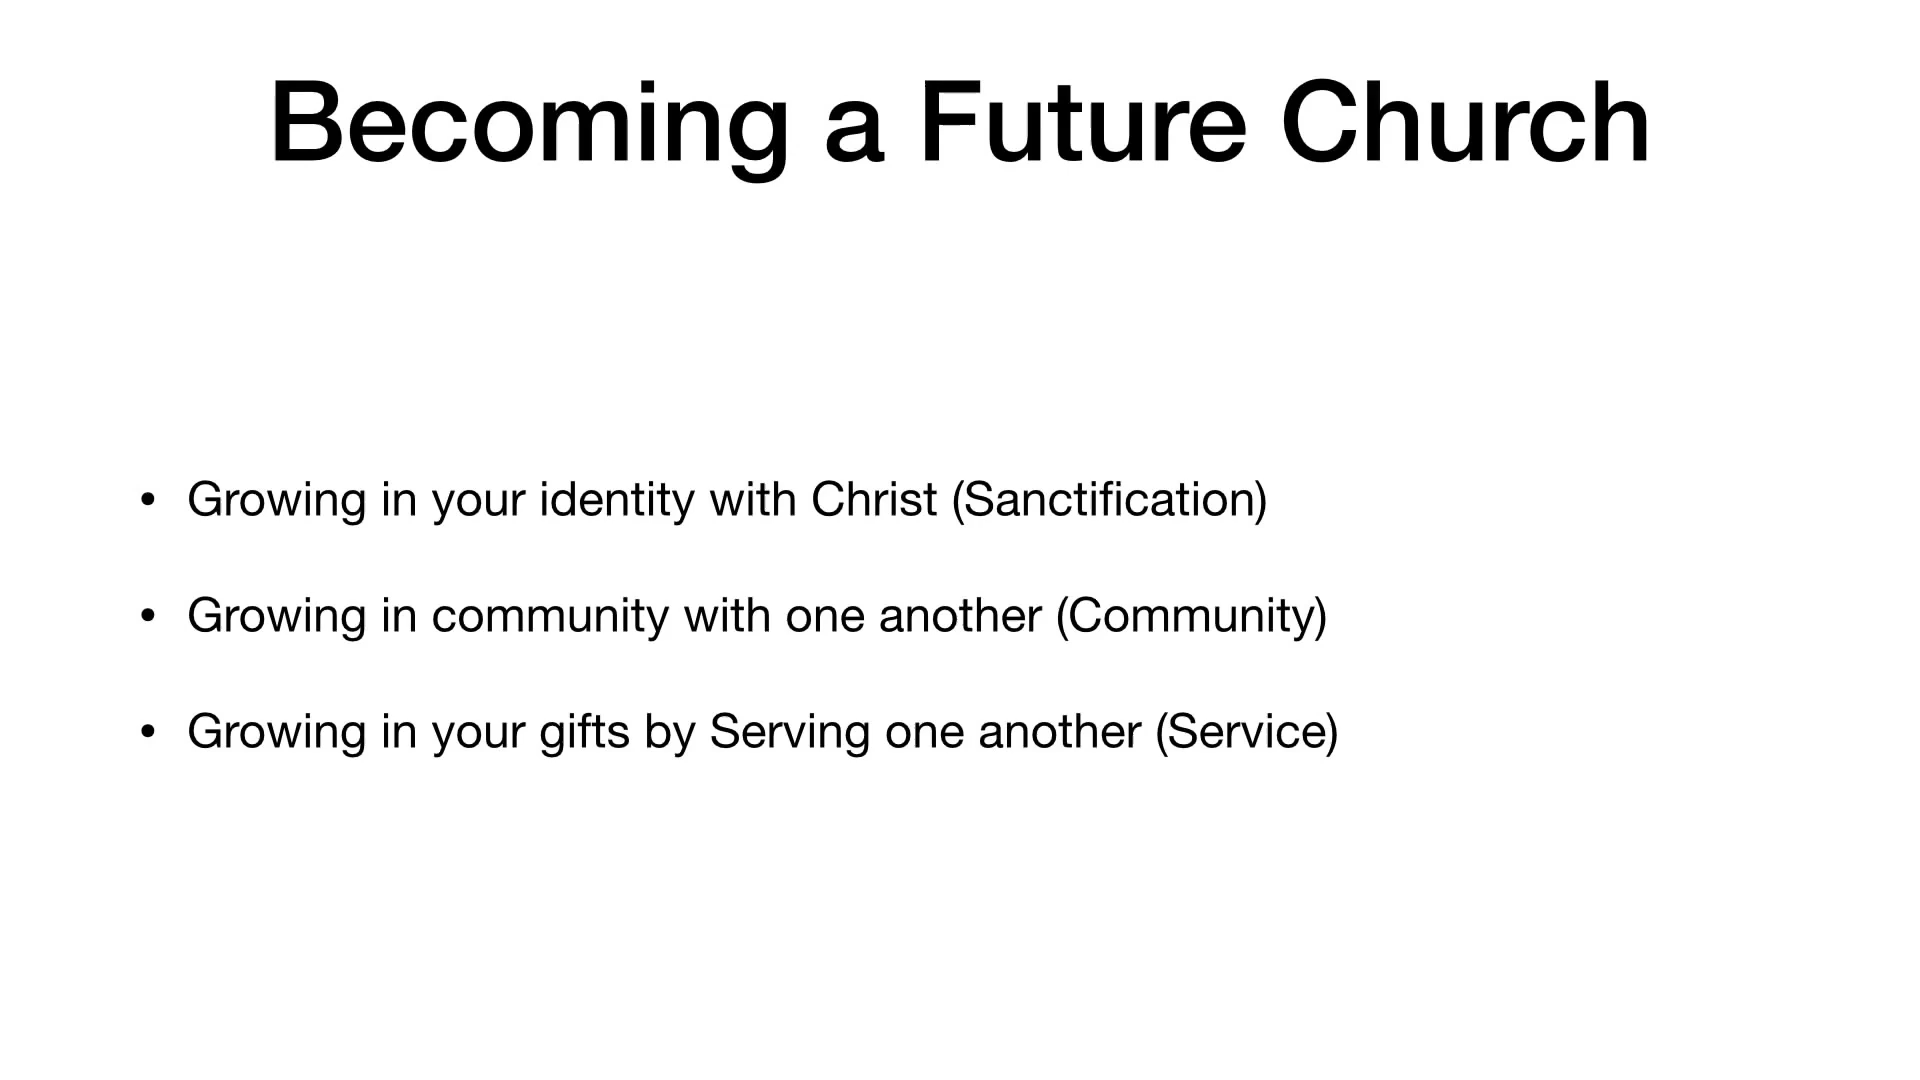 Becoming a Future Church
• Growing in your identity with Christ (Sanctification)
• Growing in community with one another (Community)
• Growing in your gifts by Serving one another (Service)